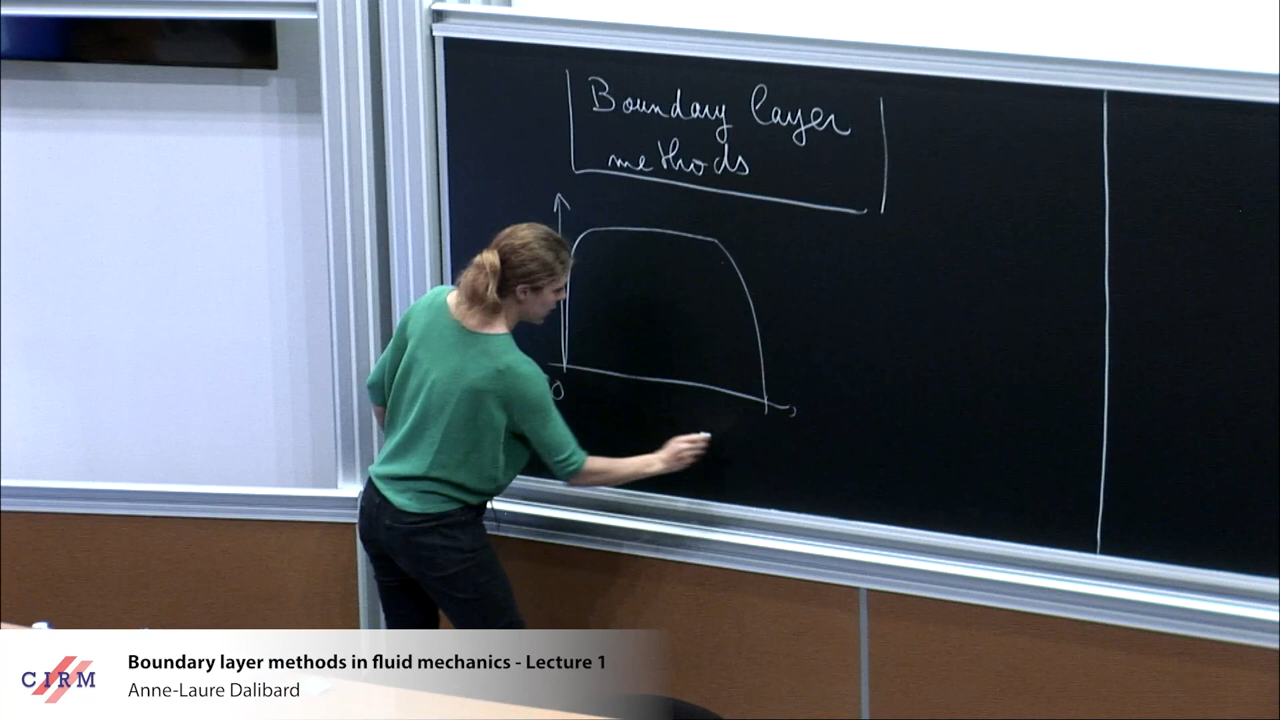 Boundary layer
methods
0
CIRM
Boundary layer methods in fluid mechanics - Lecture 1
Anne-Laure Dalibard